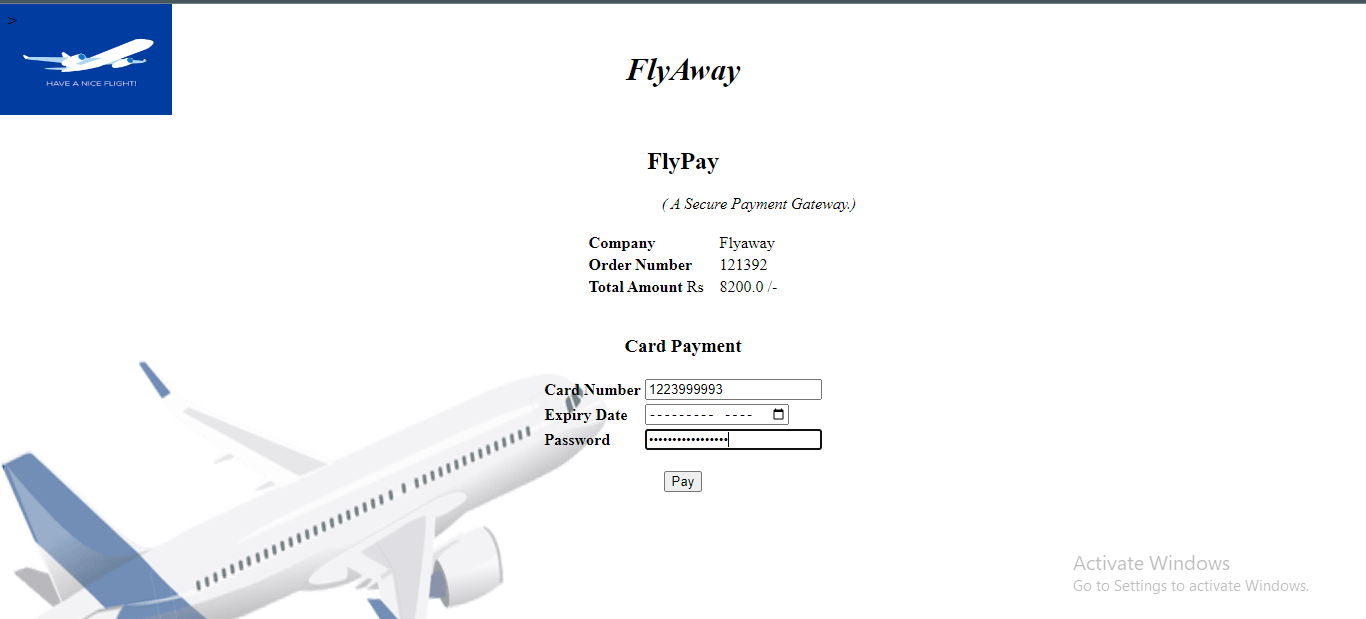 >
HAVE A NICE FLIGHT!
FlyAway
FlyPay
( A Secure Payment Gateway.)
Company Flyaway
Order Number 121392
Total Amount Rs 8200.0 /-
Card Payment
Card Number 1223999993
Expiry Date --------- ----
Password •••••••••••••••••
Pay
Activate Windows
Go to Settings to activate Windows.